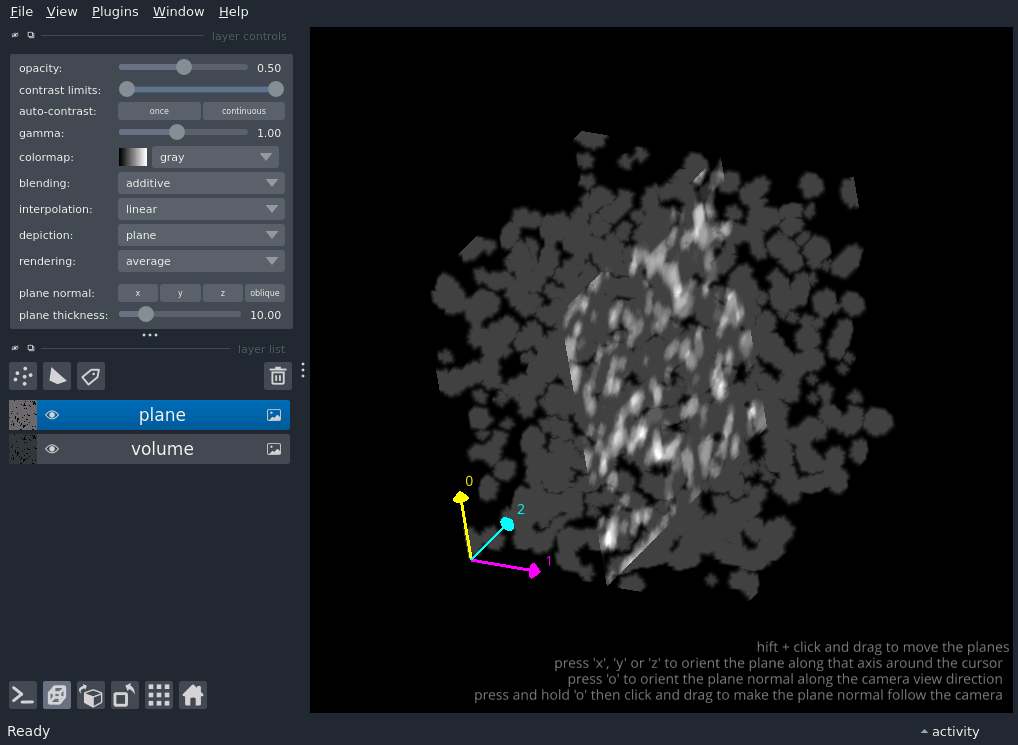 File View Plugins Window Help
layer controls
opacity: 0.50
contrast limits:
auto-contrast: once continuous
gamma: 1.00
colormap: gray
blending: additive
interpolation: linear
depiction: plane
rendering: average
plane normal: x y z oblique
plane thickness: 10.00
layer list
plane
volume
0
2
1
hift + click and drag to move the planes
press 'x', 'y' or 'z' to orient the plane along that axis around the cursor
press 'o' to orient the plane normal along the camera view direction
press and hold 'o' then click and drag to make the plane normal follow the camera
Ready activity